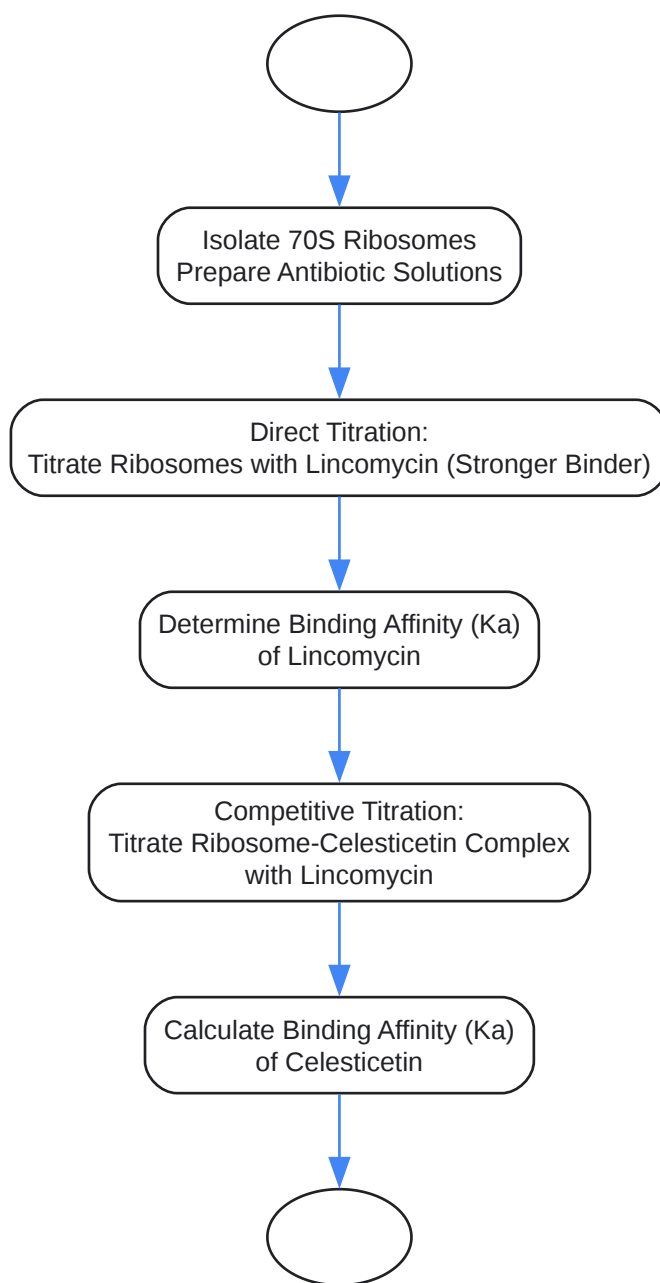 Isolate 70S Ribosomes
Prepare Antibiotic Solutions
Direct Titration:
Titrate Ribosomes with Lincomycin (Stronger Binder)
Determine Binding Affinity (Ka)
of Lincomycin
Competitive Titration:
Titrate Ribosome-Celesticetin Complex
with Lincomycin
Calculate Binding Affinity (Ka)
of Celesticetin